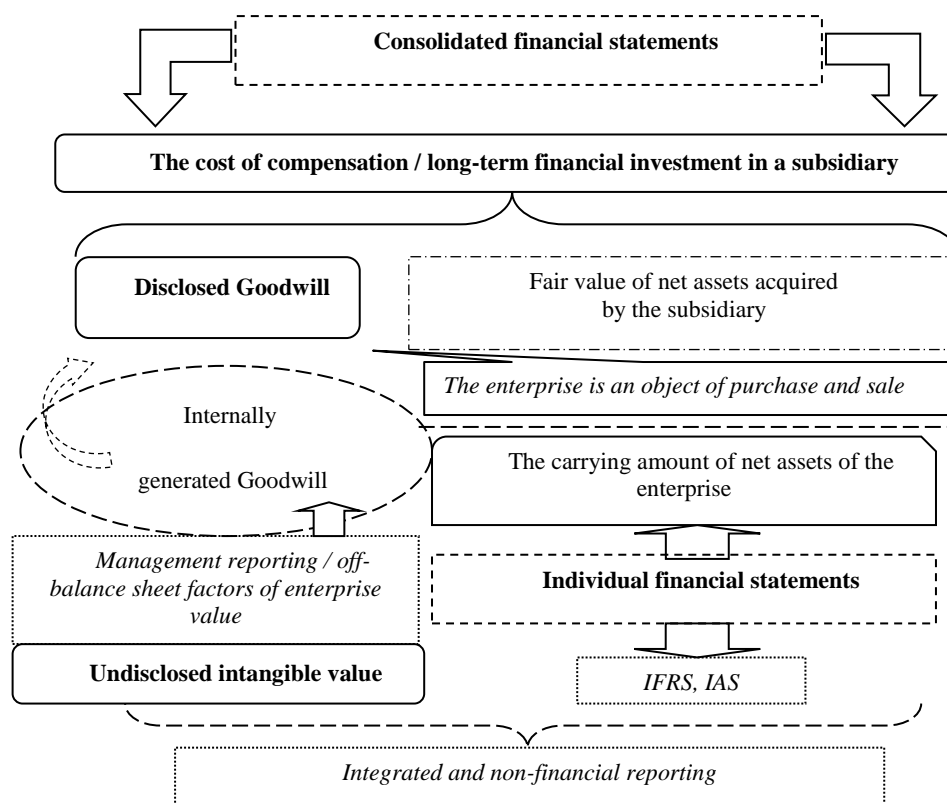 Consolidated financial statements
The cost of compensation / long-term financial investment in a subsidiary
Disclosed Goodwill
Fair value of net assets acquired
by the subsidiary
The enterprise is an object of purchase and sale
Internally
generated Goodwill
The carrying amount of net assets of the
enterprise
Management reporting / off-
balance sheet factors of enterprise
value
Individual financial statements
Undisclosed intangible value
IFRS, IAS
Integrated and non-financial reporting